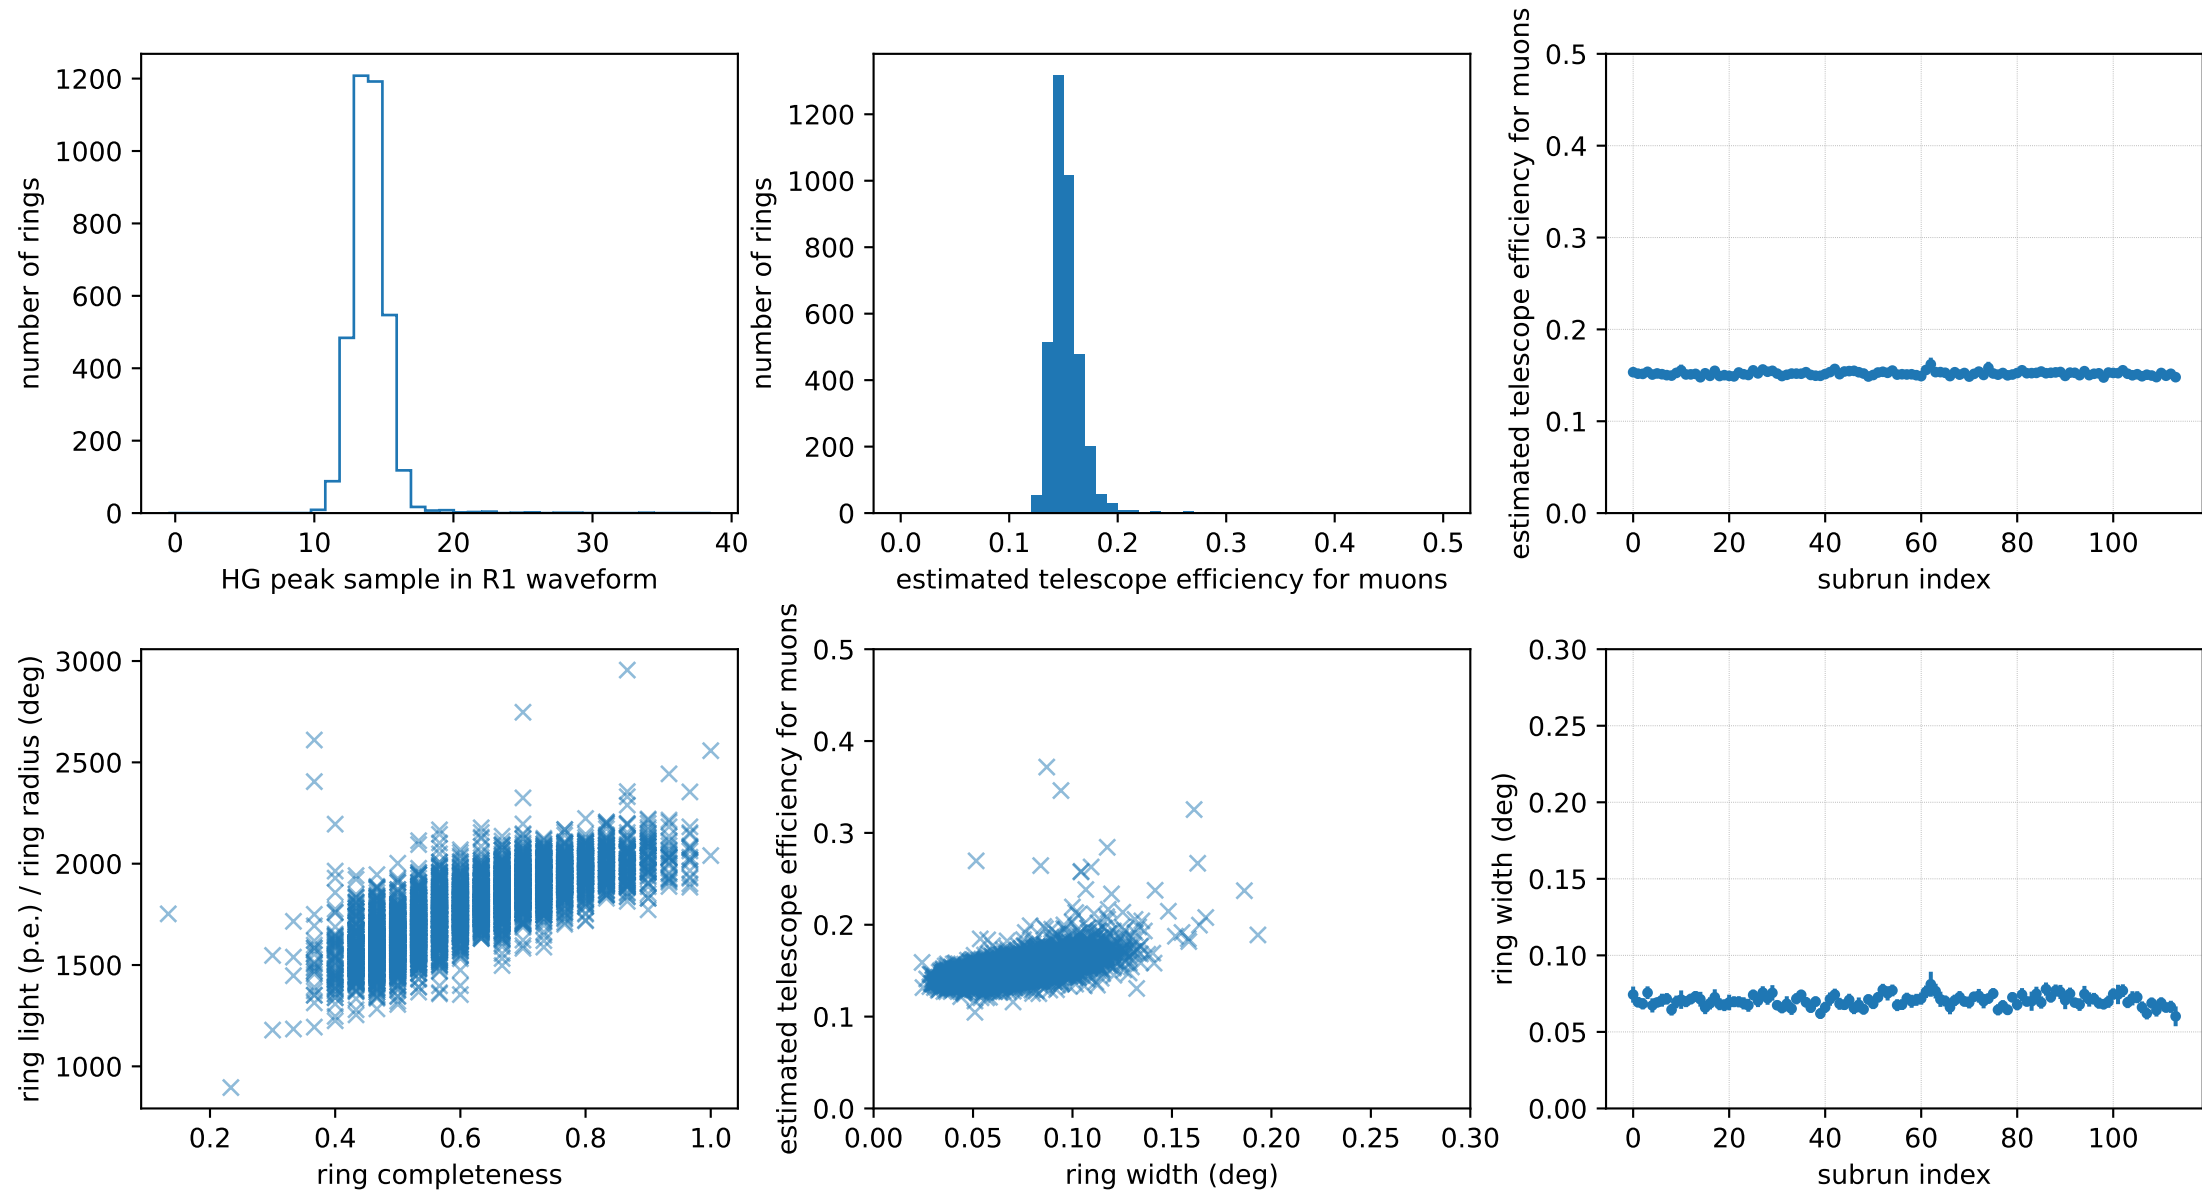 number of rings
1200
1000
800
600
400
200
0
0 10 20 30 40
HG peak sample in R1 waveform
number of rings
1200
1000
800
600
400
200
0
0.0 0.1 0.2 0.3 0.4 0.5
estimated telescope efficiency for muons
estimated telescope efficiency for muons
0.5
0.4
0.3
0.2
0.1
0.0
0 20 40 60 80 100
subrun index
ring light (p.e.) / ring radius (deg)
3000
2500
2000
1500
1000
0.2 0.4 0.6 0.8 1.0
ring completeness
estimated telescope efficiency for muons
0.5
0.4
0.3
0.2
0.1
0.0
0.00 0.05 0.10 0.15 0.20 0.25 0.30
ring width (deg)
ring width (deg)
0.30
0.25
0.20
0.15
0.10
0.05
0.00
0 20 40 60 80 100
subrun index